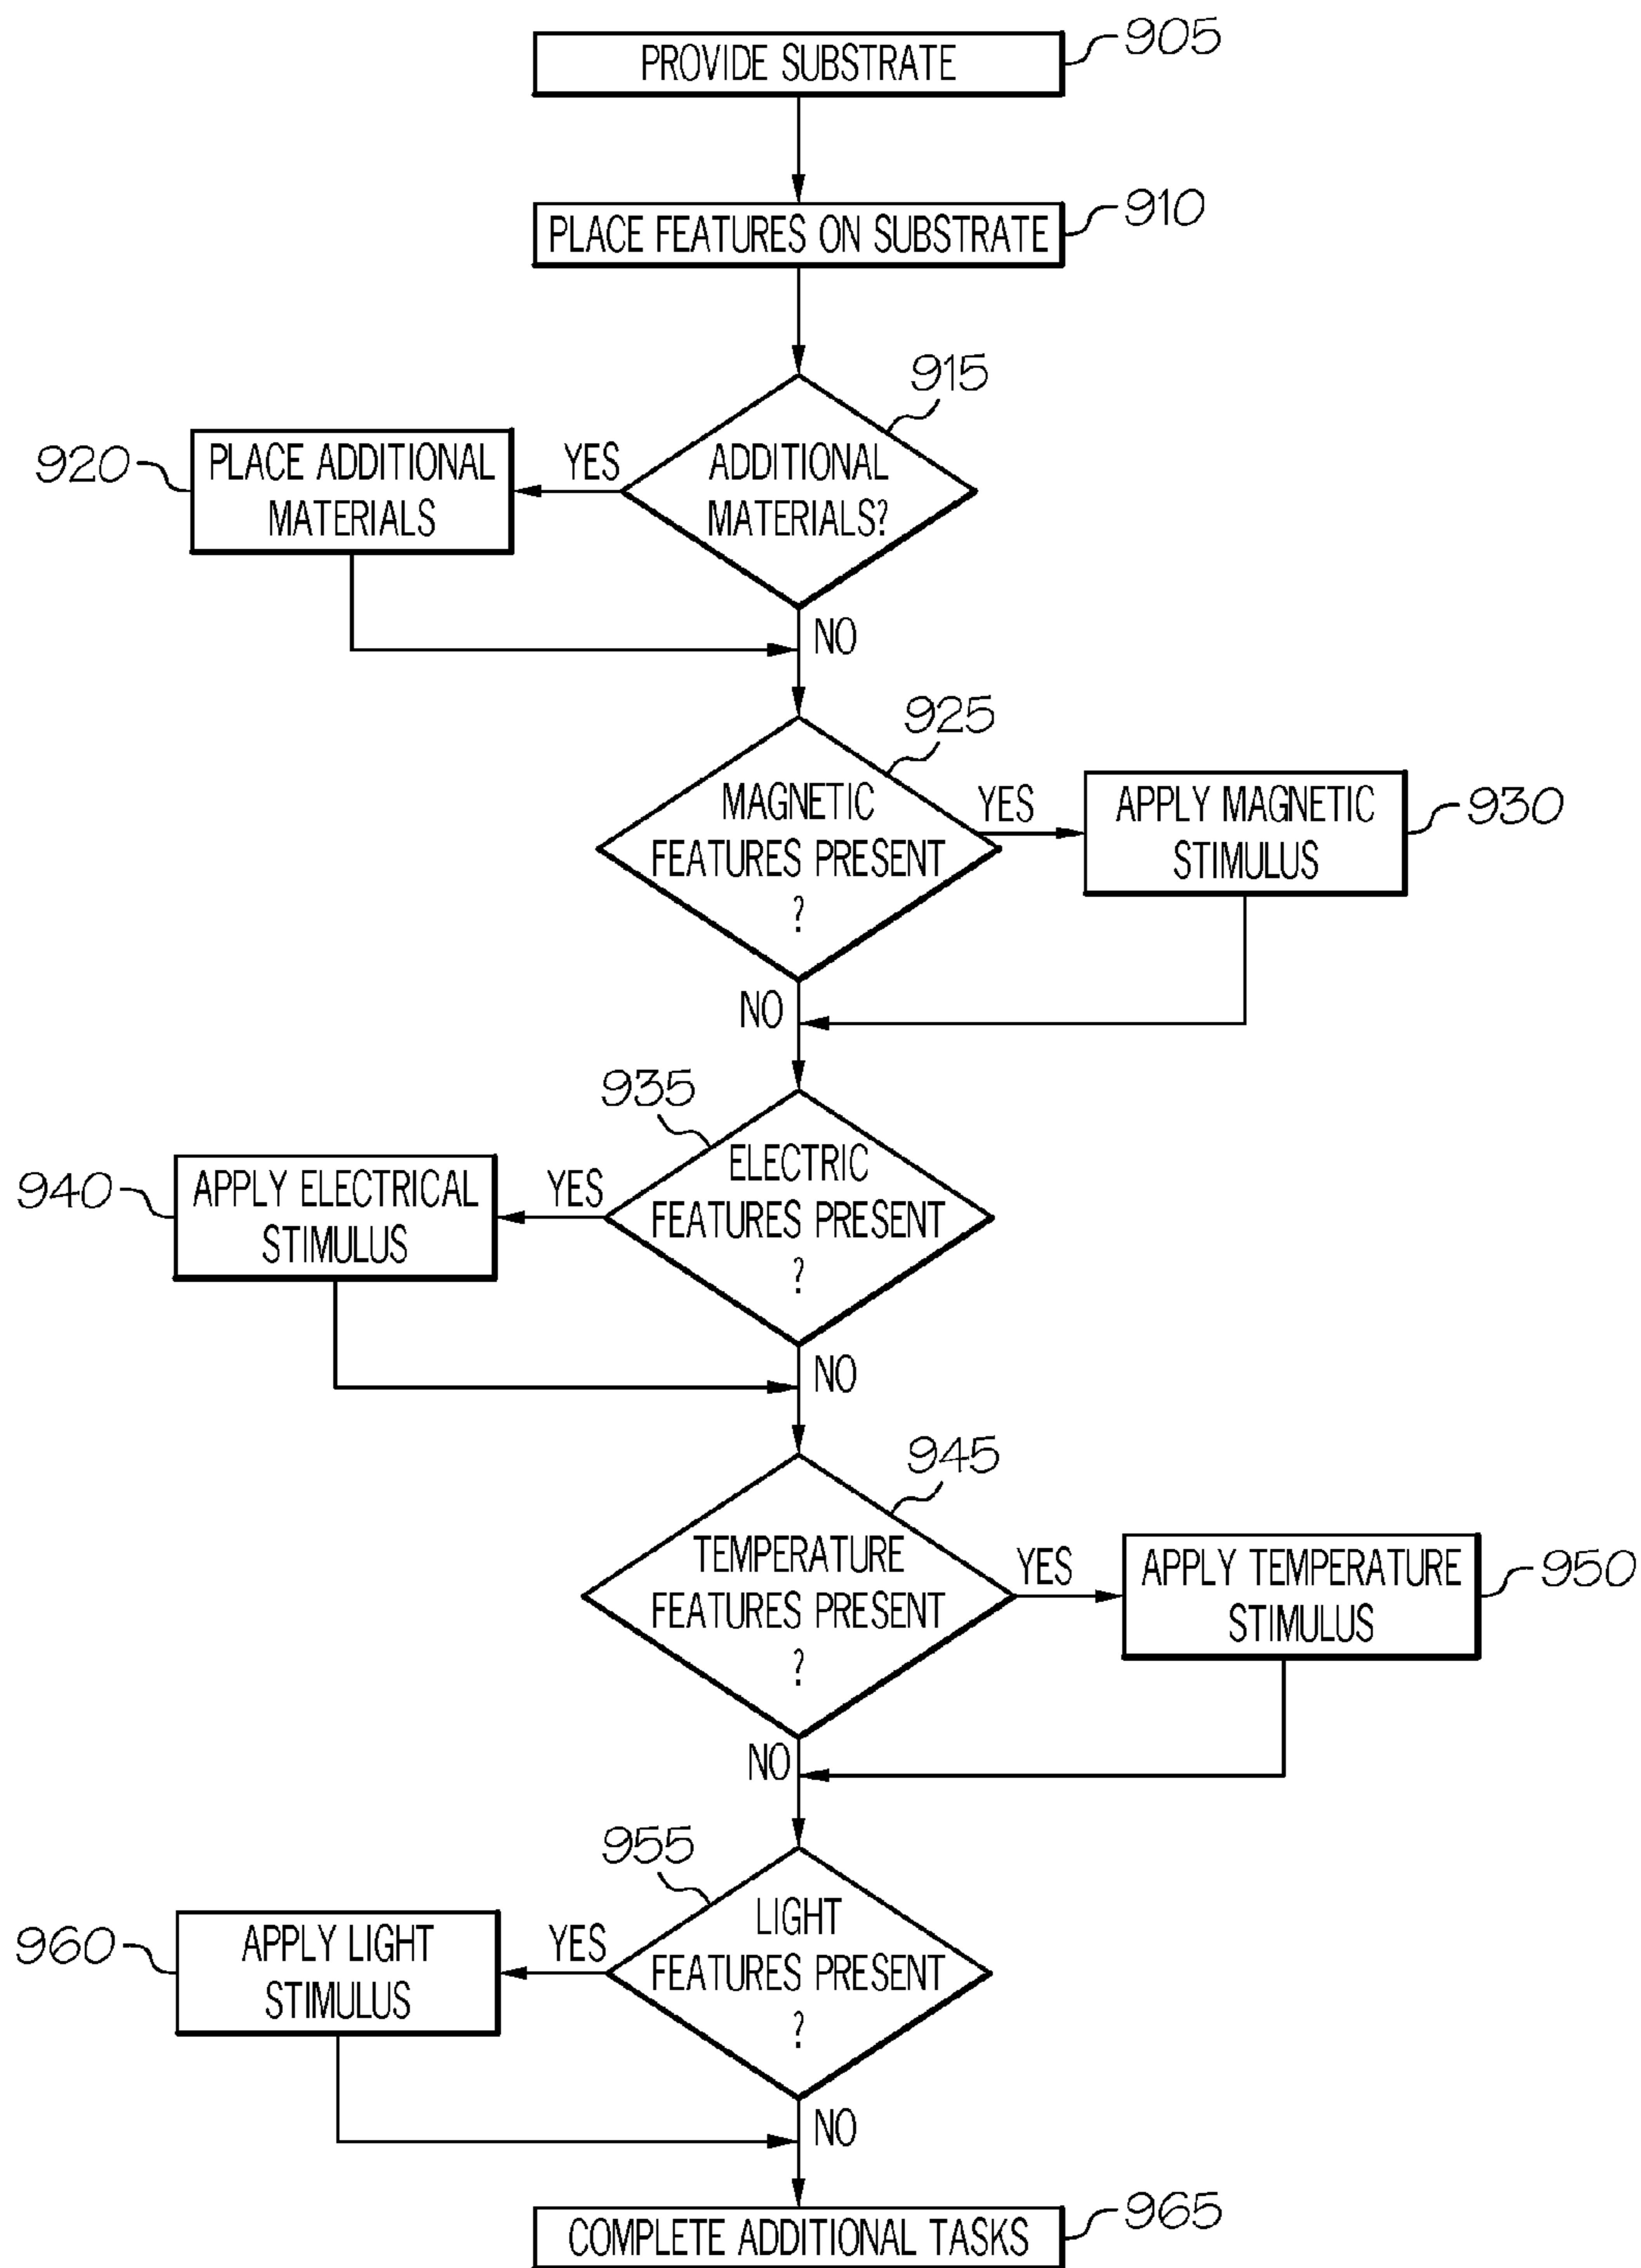 PROVIDE SUBSTRATE
905
PLACE FEATURES ON SUBSTRATE
910
915
ADDITIONAL
MATERIALS?
YES
PLACE ADDITIONAL
MATERIALS
920
NO
925
MAGNETIC
FEATURES PRESENT
?
YES
APPLY MAGNETIC
STIMULUS
930
NO
935
ELECTRIC
FEATURES PRESENT
?
YES
APPLY ELECTRICAL
STIMULUS
940
NO
945
TEMPERATURE
FEATURES PRESENT
?
YES
APPLY TEMPERATURE
STIMULUS
950
NO
955
LIGHT
FEATURES PRESENT
?
YES
APPLY LIGHT
STIMULUS
960
NO
COMPLETE ADDITIONAL TASKS
965